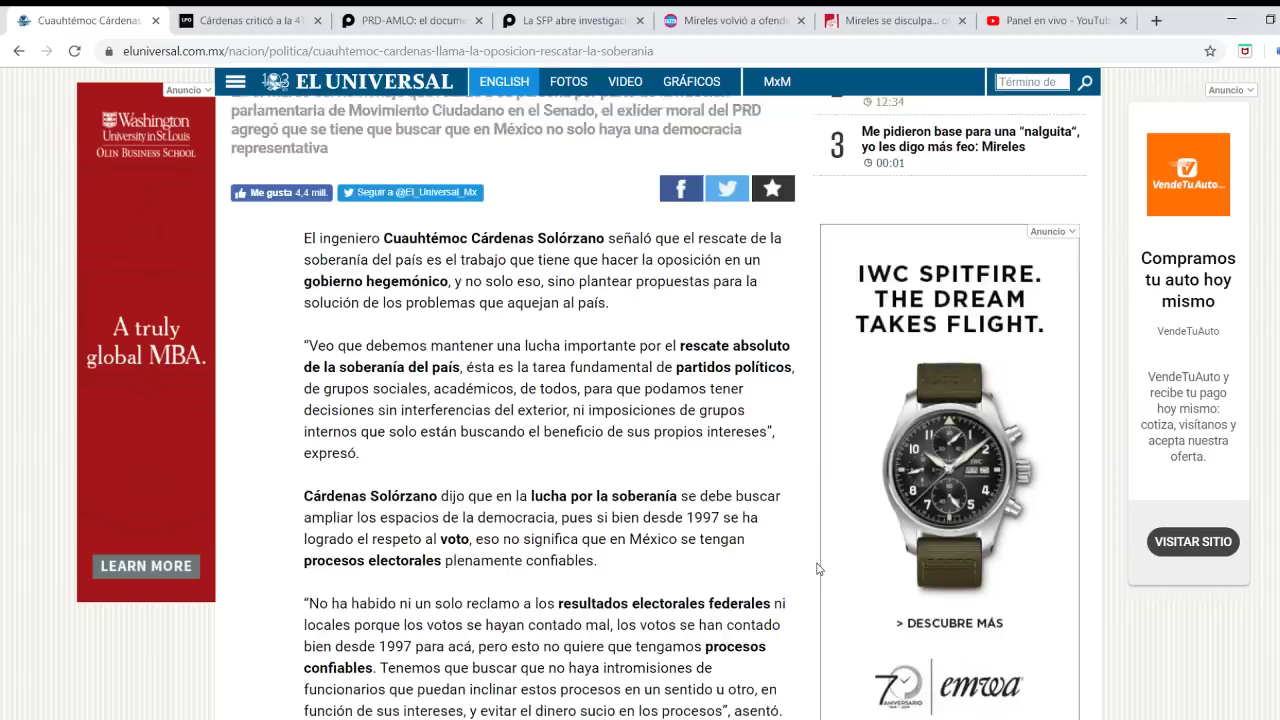 Cuauhtémoc Cárdenas
Cárdenas criticó a la 4T
PRD-AMLO: el docume
La SFP abre investigac
Mireles volvió a ofende
Mireles se disculpa... o
Panel en vivo - YouTub
eluniversal.com.mx/nacion/politica/cuauhtemoc-cardenas-llama-la-oposicion-rescatar-la-soberania
EL UNIVERSAL
ENGLISH
FOTOS
VIDEO
GRÁFICOS
MxM
Término de
Anuncio
Washington
University in St. Louis
OLIN BUSINESS SCHOOL
A truly
global MBA.
LEARN MORE
parlamentaria de Movimiento Ciudadano en el Senado, el exlíder moral del PRD
agregó que se tiene que buscar que en México no solo haya una democracia
representativa
Me gusta 4,4 mill.
Seguir a @El_Universal_Mx
El ingeniero Cuauhtémoc Cárdenas Solórzano señaló que el rescate de la
soberanía del país es el trabajo que tiene que hacer la oposición en un
gobierno hegemónico, y no solo eso, sino plantear propuestas para la
solución de los problemas que aquejan al país.
“Veo que debemos mantener una lucha importante por el rescate absoluto
de la soberanía del país, ésta es la tarea fundamental de partidos políticos,
de grupos sociales, académicos, de todos, para que podamos tener
decisiones sin interferencias del exterior, ni imposiciones de grupos
internos que solo están buscando el beneficio de sus propios intereses”,
expresó.
Cárdenas Solórzano dijo que en la lucha por la soberanía se debe buscar
ampliar los espacios de la democracia, pues si bien desde 1997 se ha
logrado el respeto al voto, eso no significa que en México se tengan
procesos electorales plenamente confiables.
“No ha habido ni un solo reclamo a los resultados electorales federales ni
locales porque los votos se hayan contado mal, los votos se han contado
bien desde 1997 para acá, pero esto no quiere que tengamos procesos
confiables. Tenemos que buscar que no haya intromisiones de
funcionarios que puedan inclinar estos procesos en un sentido u otro, en
función de sus intereses, y evitar el dinero sucio en los procesos”, asentó.
12:34
3
Me pidieron base para una “nalguita“,
yo les digo más feo: Mireles
00:01
Anuncio
IWC SPITFIRE.
THE DREAM
TAKES FLIGHT.
> DESCUBRE MÁS
70
ANIVERSARIO
emwa
Anuncio
VendeTuAuto
Compramos
tu auto hoy
mismo
VendeTuAuto
VendeTuAuto y
recibe tu pago
hoy mismo:
cotiza, visítanos y
acepta nuestra
oferta.
VISITAR SITIO